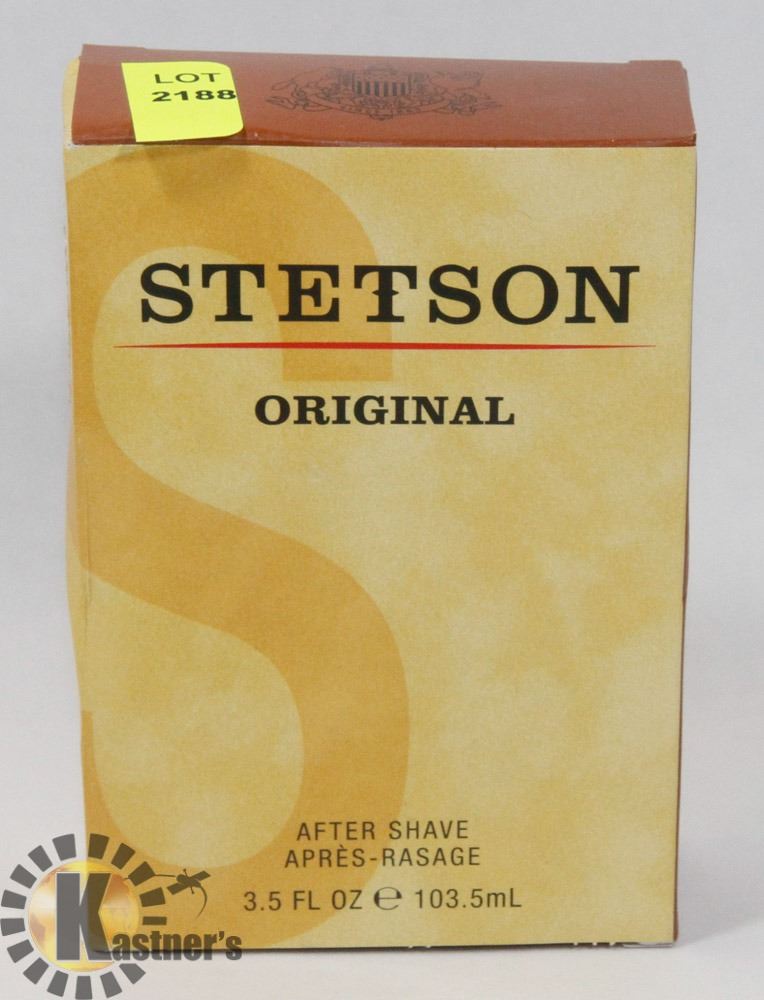 LOT
2188
STETSON
ORIGINAL
AFTER SHAVE
APRÈS-RASAGE
3.5 FL OZ ℮ 103.5mL
Kastner's